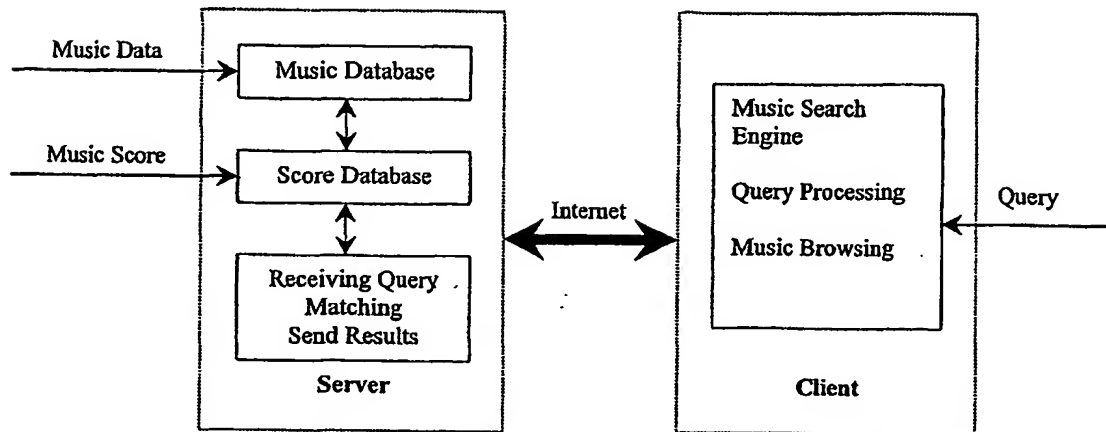 Music Data
Music Database
Music Score
Score Database
Receiving Query
Matching
Send Results
Server
Internet
Music Search
Engine
Query Processing
Music Browsing
Client
Query